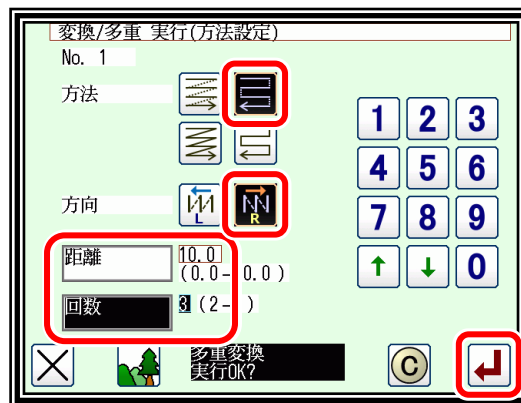 変換/多重 実行(方法設定)
No. 1
方法
1 2 3
4 5 6
方向 L R
7 8 9
距離 10.0
(0.0- 0.0 )
↑ ↓ 0
回数 3 (2- )
多重変換
実行OK?
C